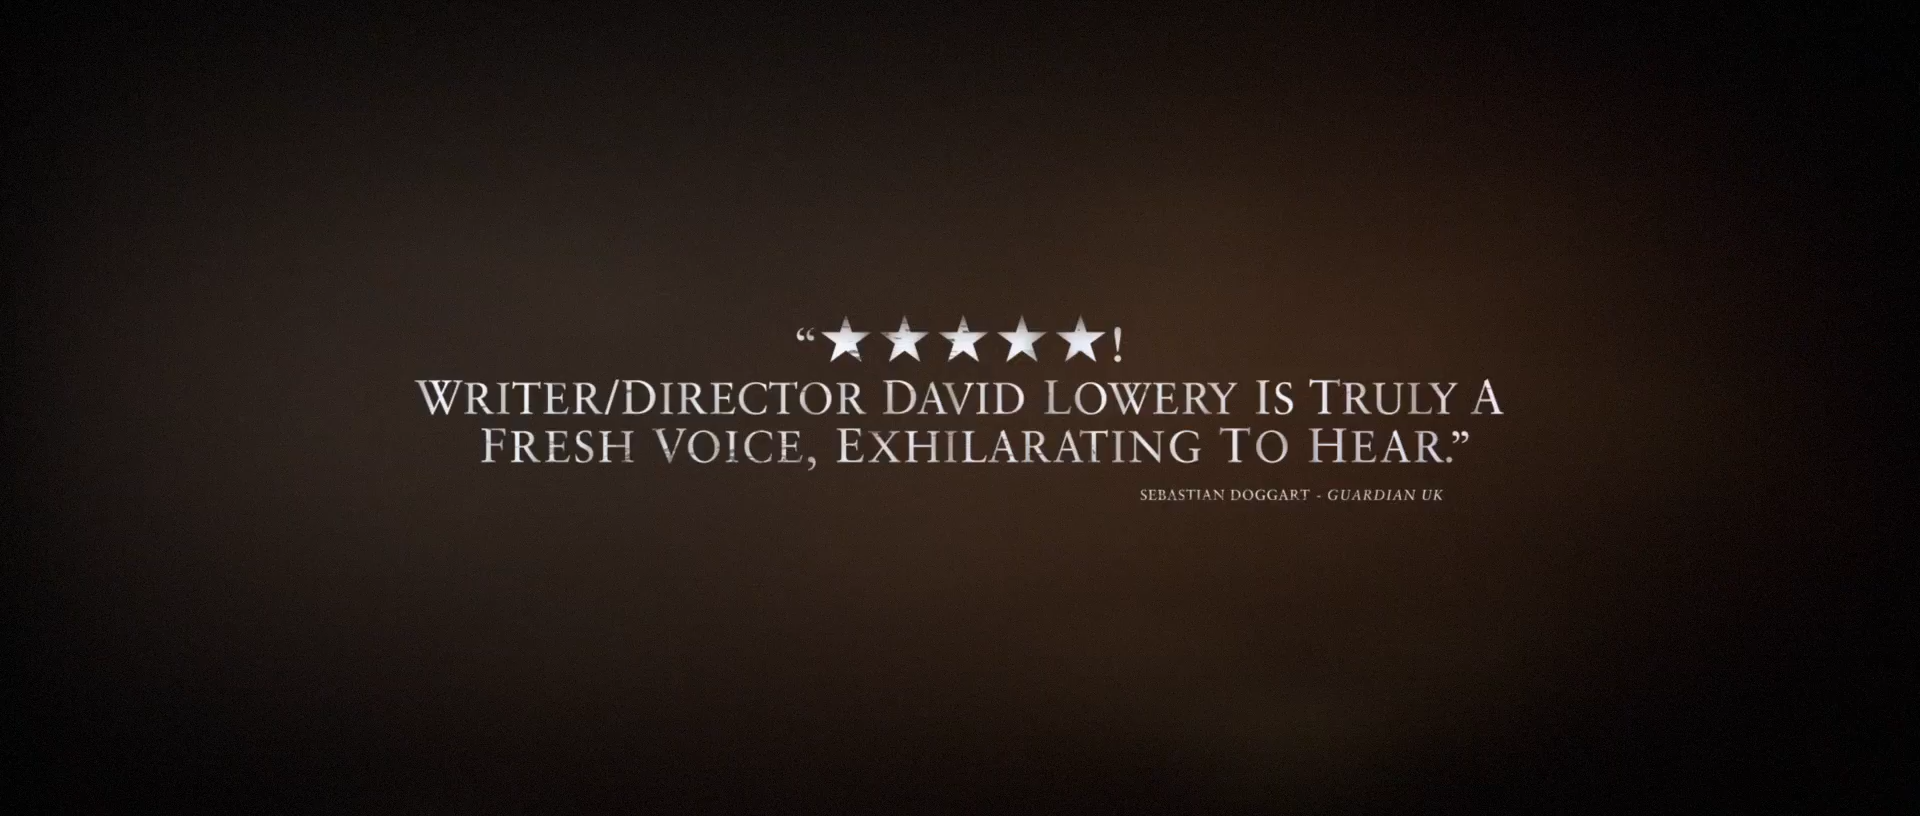 “★★★★★!
WRITER/DIRECTOR DAVID LOWERY IS TRULY A
FRESH VOICE, EXHILARATING TO HEAR.”
SEBASTIAN DOGGART - GUARDIAN UK